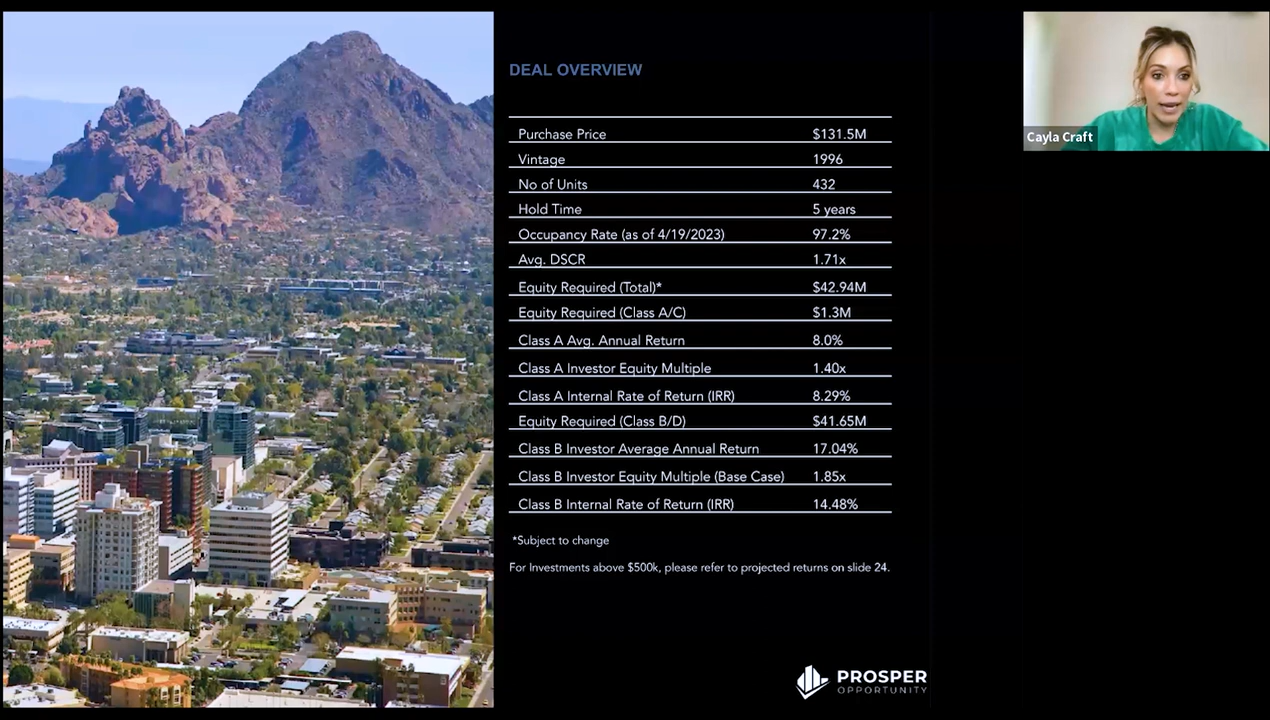 DEAL OVERVIEW
Purchase Price $131.5M
Vintage 1996
No of Units 432
Hold Time 5 years
Occupancy Rate (as of 4/19/2023) 97.2%
Avg. DSCR 1.71x
Equity Required (Total)* $42.94M
Equity Required (Class A/C) $1.3M
Class A Avg. Annual Return 8.0%
Class A Investor Equity Multiple 1.40x
Class A Internal Rate of Return (IRR) 8.29%
Equity Required (Class B/D) $41.65M
Class B Investor Average Annual Return 17.04%
Class B Investor Equity Multiple (Base Case) 1.85x
Class B Internal Rate of Return (IRR) 14.48%
*Subject to change
For Investments above $500k, please refer to projected returns on slide 24.
PROSPER
OPPORTUNITY
Cayla Craft